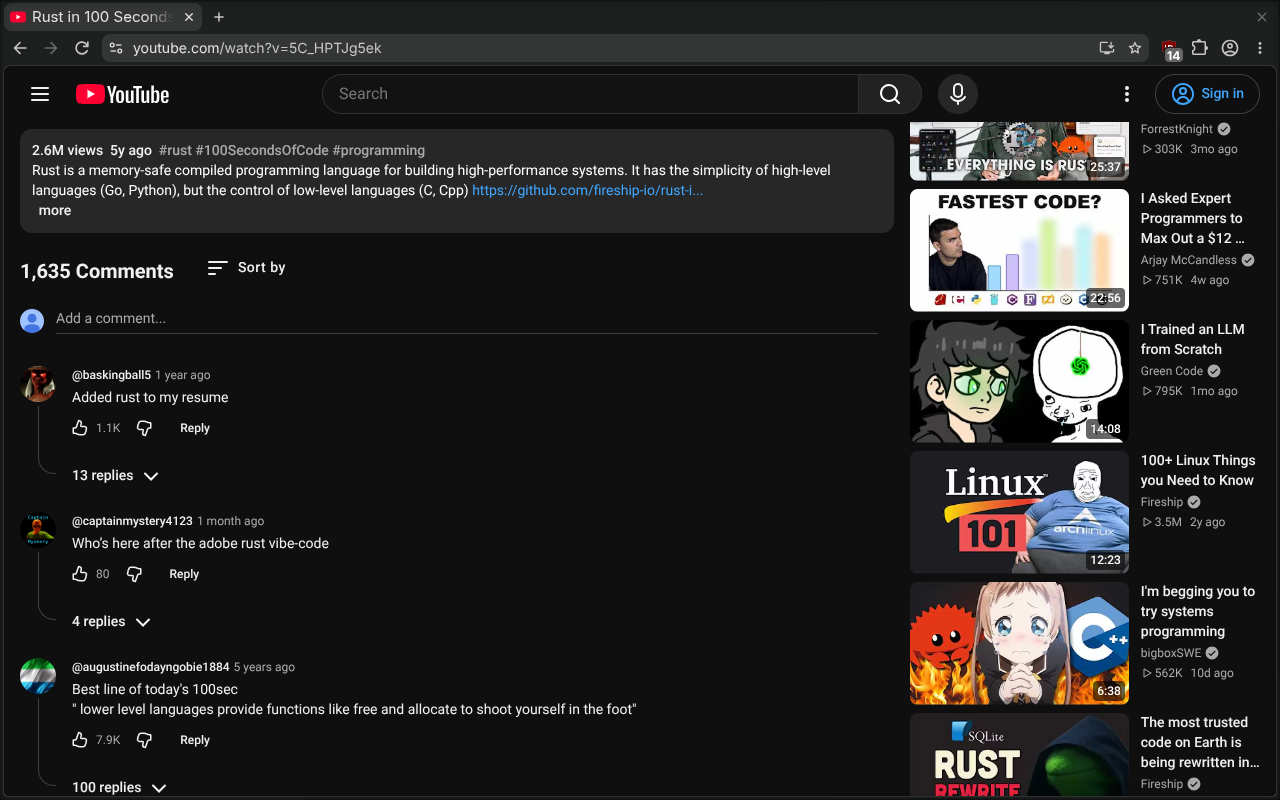 Rust in 100 Seconds
youtube.com/watch?v=5C_HPTJg5ek
14
YouTube
Search
Sign in
2.6M views 5y ago #rust #100SecondsOfCode #programming
Rust is a memory-safe compiled programming language for building high-performance systems. It has the simplicity of high-level
languages (Go, Python), but the control of low-level languages (C, Cpp) https://github.com/fireship-io/rust-i...
more
1,635 Comments
Sort by
Add a comment...
@baskingball5 1 year ago
Added rust to my resume
1.1K
Reply
13 replies
@captainmystery4123 1 month ago
Who's here after the adobe rust vibe-code
80
Reply
4 replies
@augustinefodayngobie1884 5 years ago
Best line of today's 100sec
" lower level languages provide functions like free and allocate to shoot yourself in the foot"
7.9K
Reply
100 replies
EVERYTHING IS RUS
25:37
ForrestKnight
303K 3mo ago
FASTEST CODE?
22:56
I Asked Expert
Programmers to
Max Out a $12 ...
Arjay McCandless
751K 4w ago
14:08
I Trained an LLM
from Scratch
Green Code
795K 1mo ago
Linux
101
archlinux
12:23
100+ Linux Things
you Need to Know
Fireship
3.5M 2y ago
C++
6:38
I'm begging you to
try systems
programming
bigboxSWE
562K 10d ago
SQLite
RUST
REWRITE
The most trusted
code on Earth is
being rewritten in...
Fireship